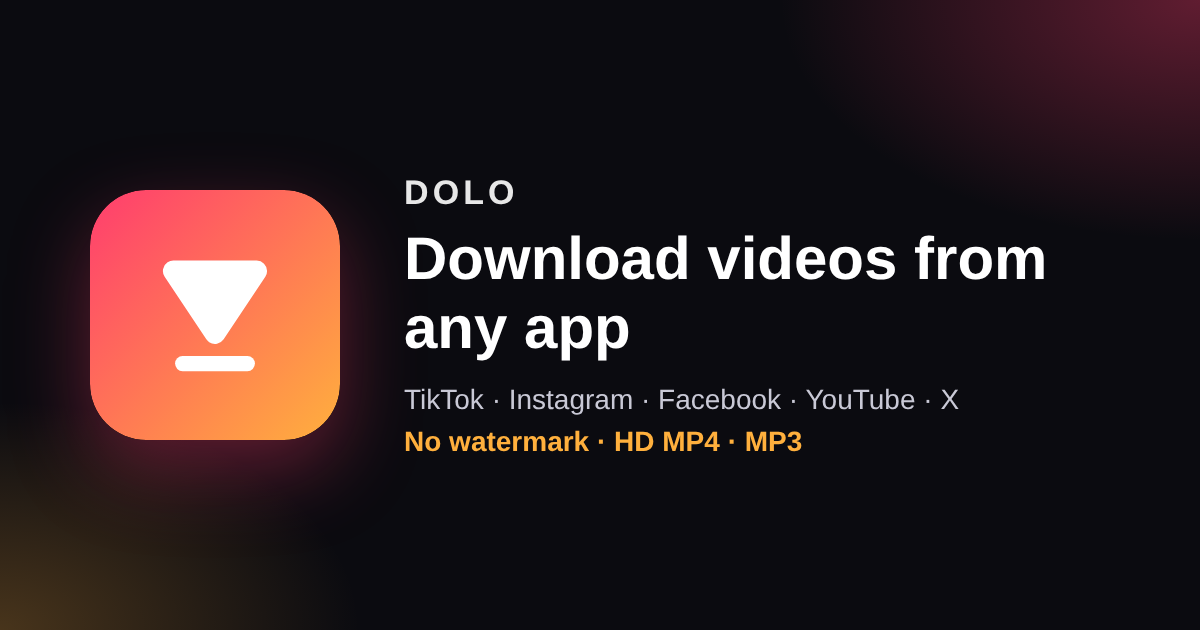 DOLO
Download videos from
any app
TikTok · Instagram · Facebook · YouTube · X
No watermark · HD MP4 · MP3